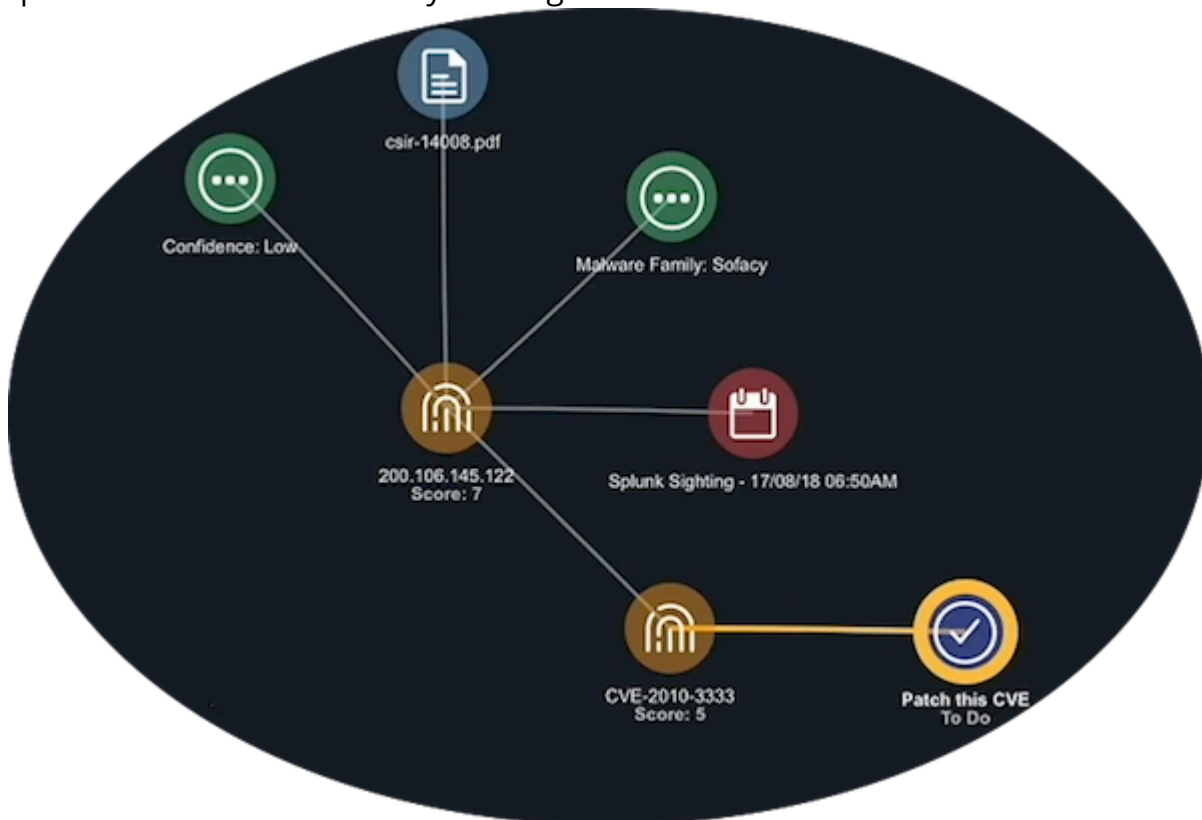 csir-14008.pdf
Confidence: Low
Malware Family: Sofacy
200.106.145.122
Score: 7
Splunk Sighting - 17/08/18 06:50AM
CVE-2010-3333
Score: 5
Patch this CVE
To Do